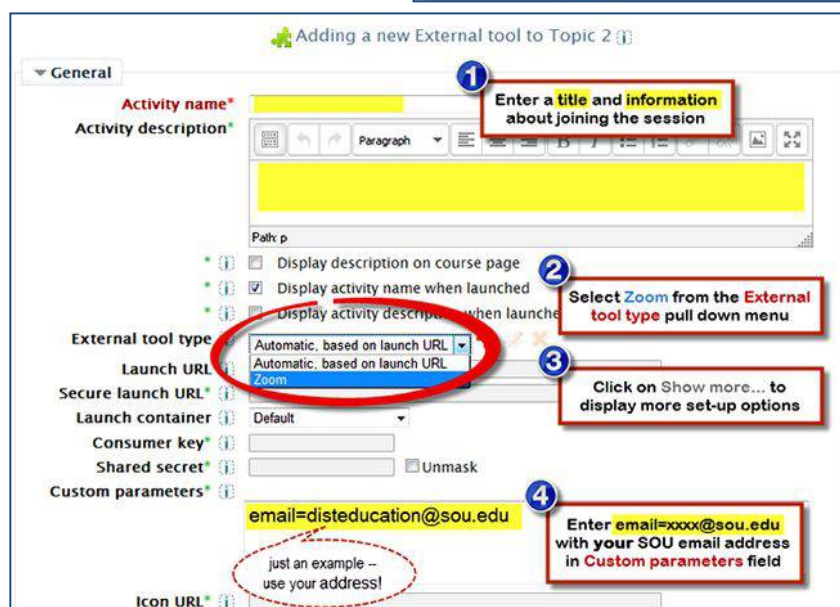 Adding a new External tool to Topic 2
General
1
Enter a title and information
about joining the session
Activity name*
Activity description*
Paragraph
B I
Path: p
* Display description on course page
2
* Display activity name when launched
Select Zoom from the External
tool type pull down menu
* Display activity description when launche
External tool type
Automatic, based on launch URL
Automatic, based on launch URL
Zoom
Launch URL
3
Click on Show more... to
display more set-up options
Secure launch URL*
Launch container Default
Consumer key*
Shared secret* Unmask
Custom parameters*
email=disteducation@sou.edu
4
Enter email=xxxx@sou.edu
with your SOU email address
in Custom parameters field
just an example --
use your address!
Icon URL*